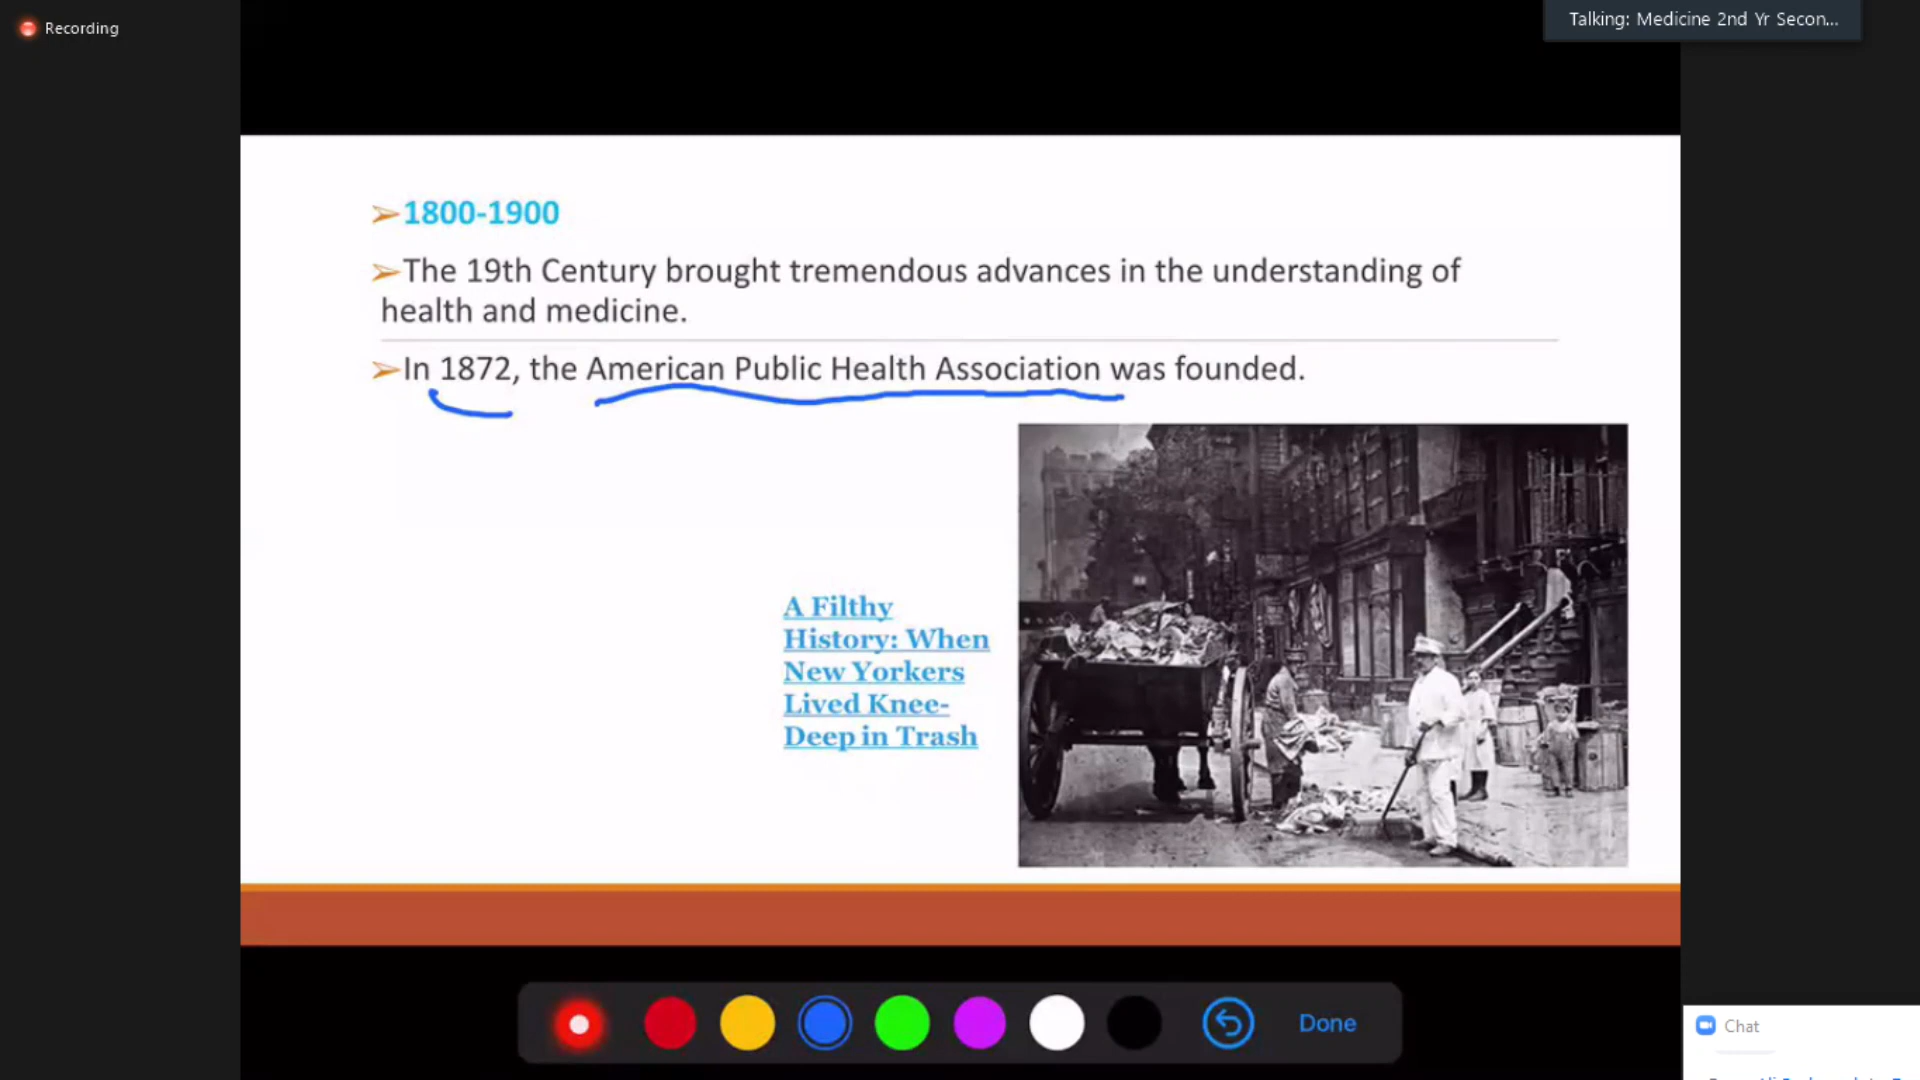 Recording
Talking: Medicine 2nd Yr Secon...
➢1800-1900
➢The 19th Century brought tremendous advances in the understanding of
health and medicine.
➢In 1872, the American Public Health Association was founded.
A Filthy
History: When
New Yorkers
Lived Knee-
Deep in Trash
Done
Chat